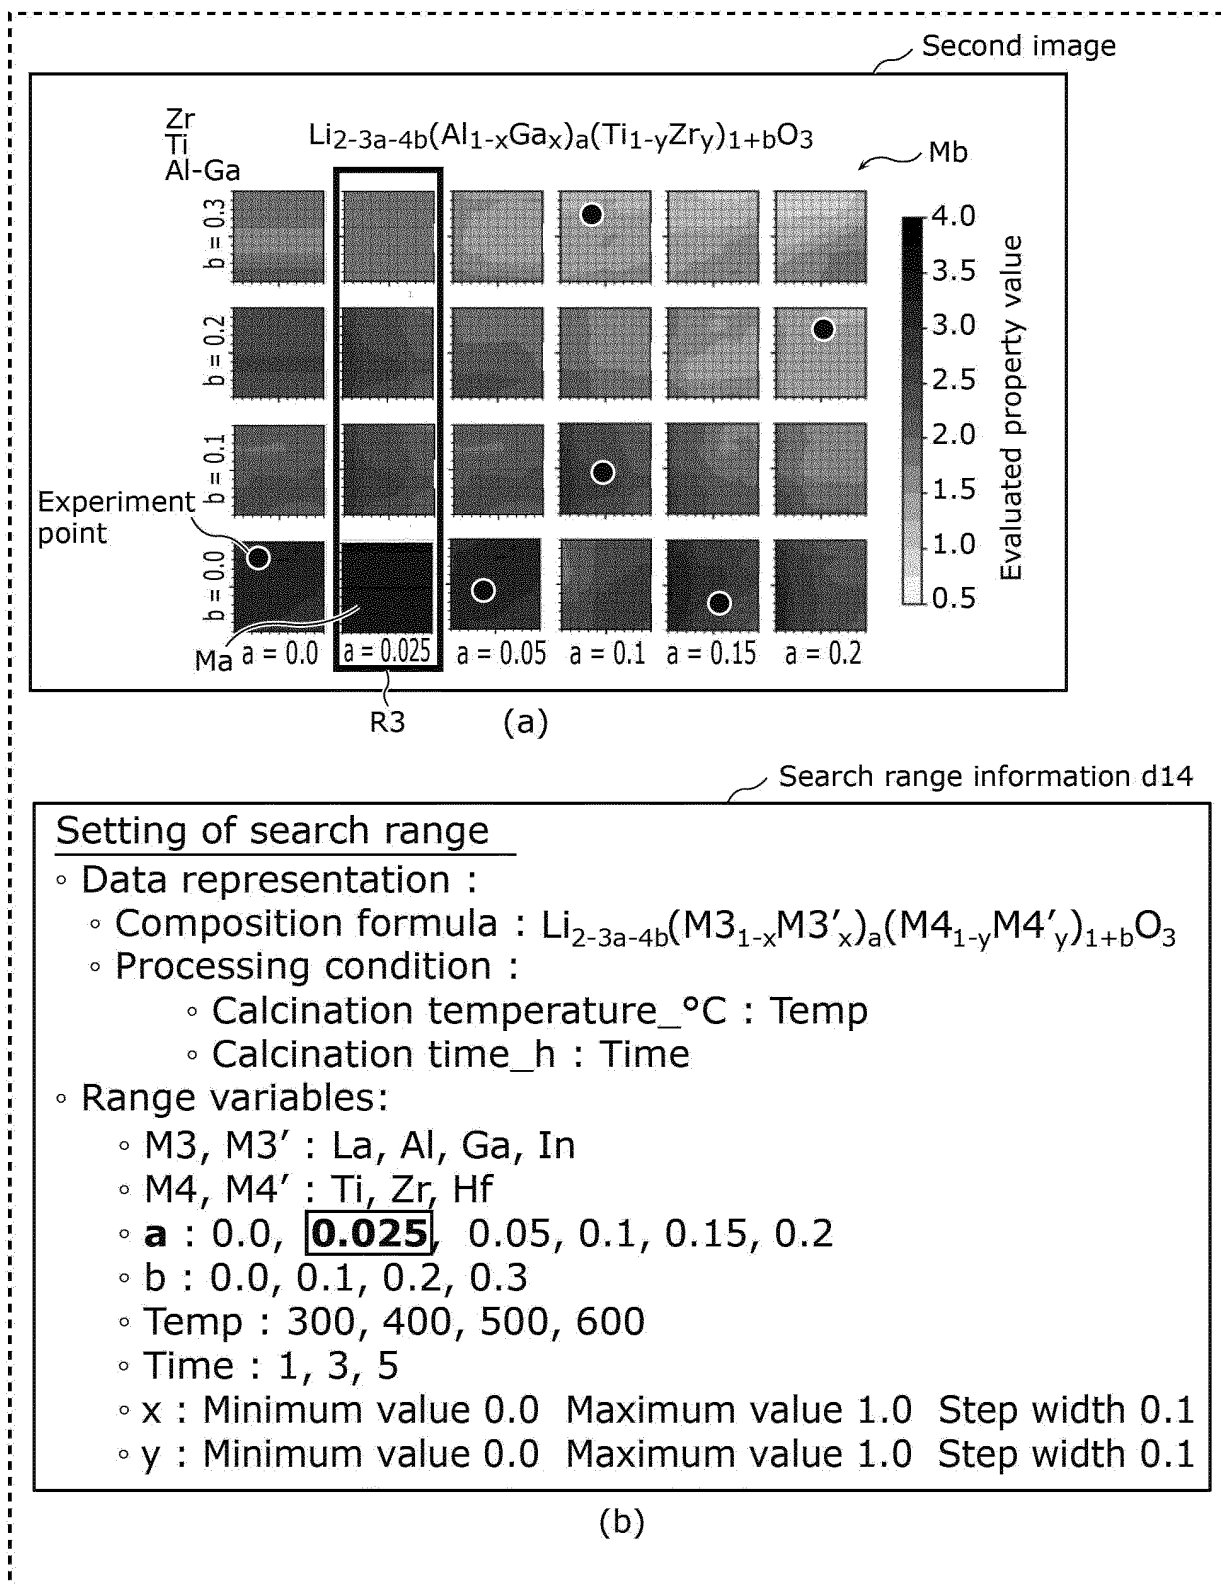 Second image
Zr
Ti
Al-Ga
Li2-3a-4b(Al1-xGax)a(Ti1-yZry)1+bO3
Mb
b = 0.3
b = 0.2
b = 0.1
b = 0.0
4.0
3.5
3.0
2.5
2.0
1.5
1.0
0.5
Evaluated property value
Experiment
point
Ma
a = 0.0
a = 0.025
a = 0.05
a = 0.1
a = 0.15
a = 0.2
R3
(a)
Search range information d14
Setting of search range
◦ Data representation :
◦ Composition formula : Li2-3a-4b(M31-xM3′x)a(M41-yM4′y)1+bO3
◦ Processing condition :
◦ Calcination temperature_°C : Temp
◦ Calcination time_h : Time
◦ Range variables:
◦ M3, M3′ : La, Al, Ga, In
◦ M4, M4′ : Ti, Zr, Hf
◦ a : 0.0, 0.025, 0.05, 0.1, 0.15, 0.2
◦ b : 0.0, 0.1, 0.2, 0.3
◦ Temp : 300, 400, 500, 600
◦ Time : 1, 3, 5
◦ x : Minimum value 0.0 Maximum value 1.0 Step width 0.1
◦ y : Minimum value 0.0 Maximum value 1.0 Step width 0.1
(b)